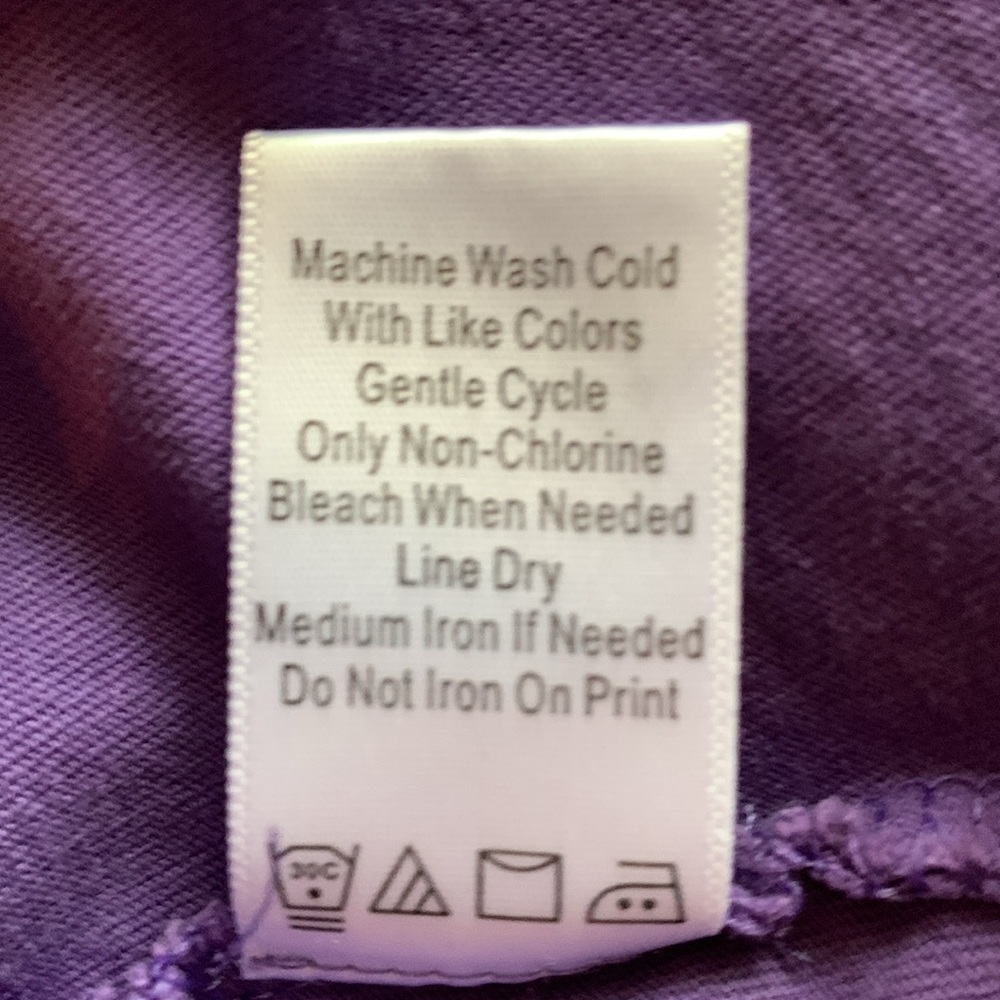 Machine Wash Cold
With Like Colors
Gentle Cycle
Only Non-Chlorine
Bleach When Needed
Line Dry
Medium Iron If Needed
Do Not Iron On Print
30C